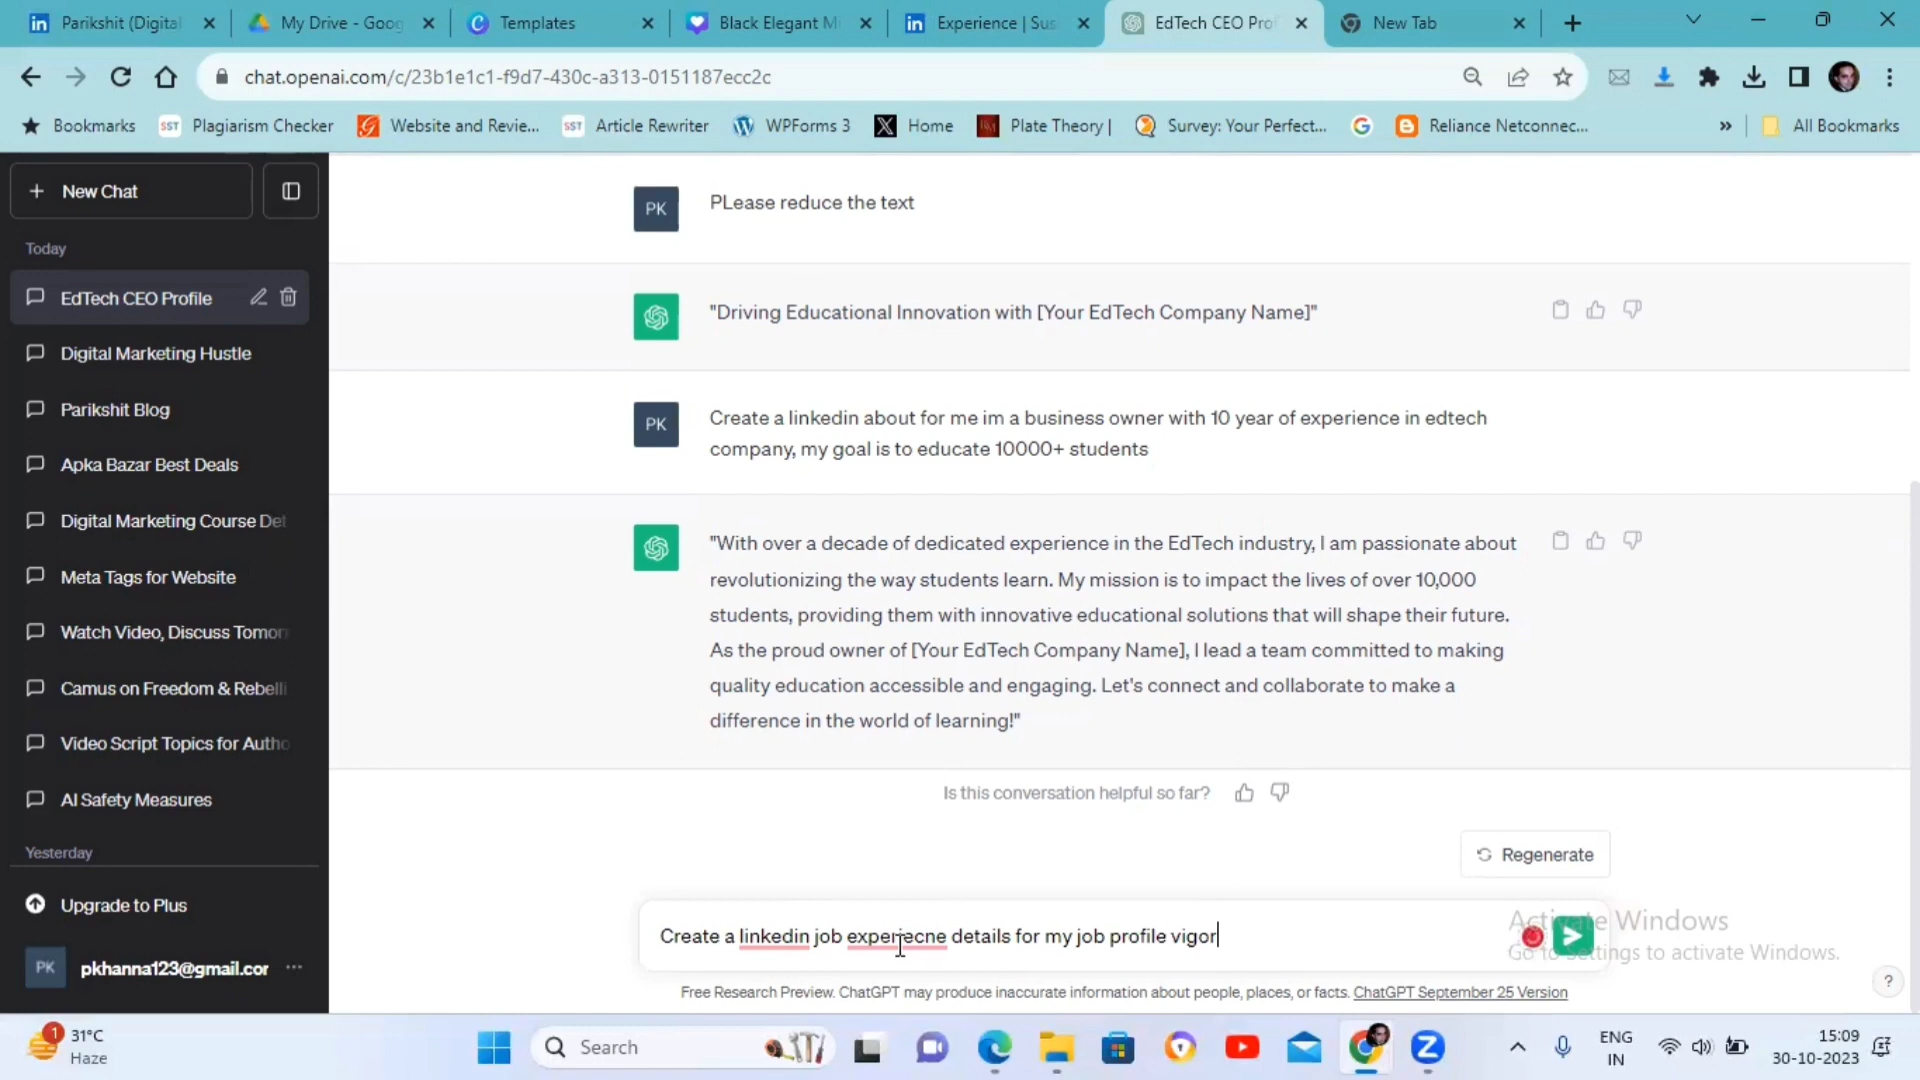 Parikshit (Digital
My Drive - Goog
Templates
Black Elegant Mi
Experience | Sus
EdTech CEO Prof
New Tab
chat.openai.com/c/23b1e1c1-f9d7-430c-a313-0151187ecc2c
Bookmarks
SST Plagiarism Checker
Website and Revie...
SST Article Rewriter
WPForms 3
Home
Plate Theory |
Survey: Your Perfect...
Reliance Netconnec...
»
All Bookmarks
New Chat
Today
EdTech CEO Profile
Digital Marketing Hustle
Parikshit Blog
Apka Bazar Best Deals
Digital Marketing Course Det
Meta Tags for Website
Watch Video, Discuss Tomor
Camus on Freedom & Rebelli
Video Script Topics for Autho
AI Safety Measures
Yesterday
Upgrade to Plus
PK pkhanna123@gmail.cor
PK PLease reduce the text
"Driving Educational Innovation with [Your EdTech Company Name]"
PK Create a linkedin about for me im a business owner with 10 year of experience in edtech
company, my goal is to educate 10000+ students
"With over a decade of dedicated experience in the EdTech industry, I am passionate about
revolutionizing the way students learn. My mission is to impact the lives of over 10,000
students, providing them with innovative educational solutions that will shape their future.
As the proud owner of [Your EdTech Company Name], I lead a team committed to making
quality education accessible and engaging. Let's connect and collaborate to make a
difference in the world of learning!"
Is this conversation helpful so far?
Regenerate
Create a linkedin job experiecne details for my job profile vigor
Activate Windows
Go to Settings to activate Windows.
Free Research Preview. ChatGPT may produce inaccurate information about people, places, or facts. ChatGPT September 25 Version
?
1
31°C
Haze
Search
ENG
IN
15:09
30-10-2023